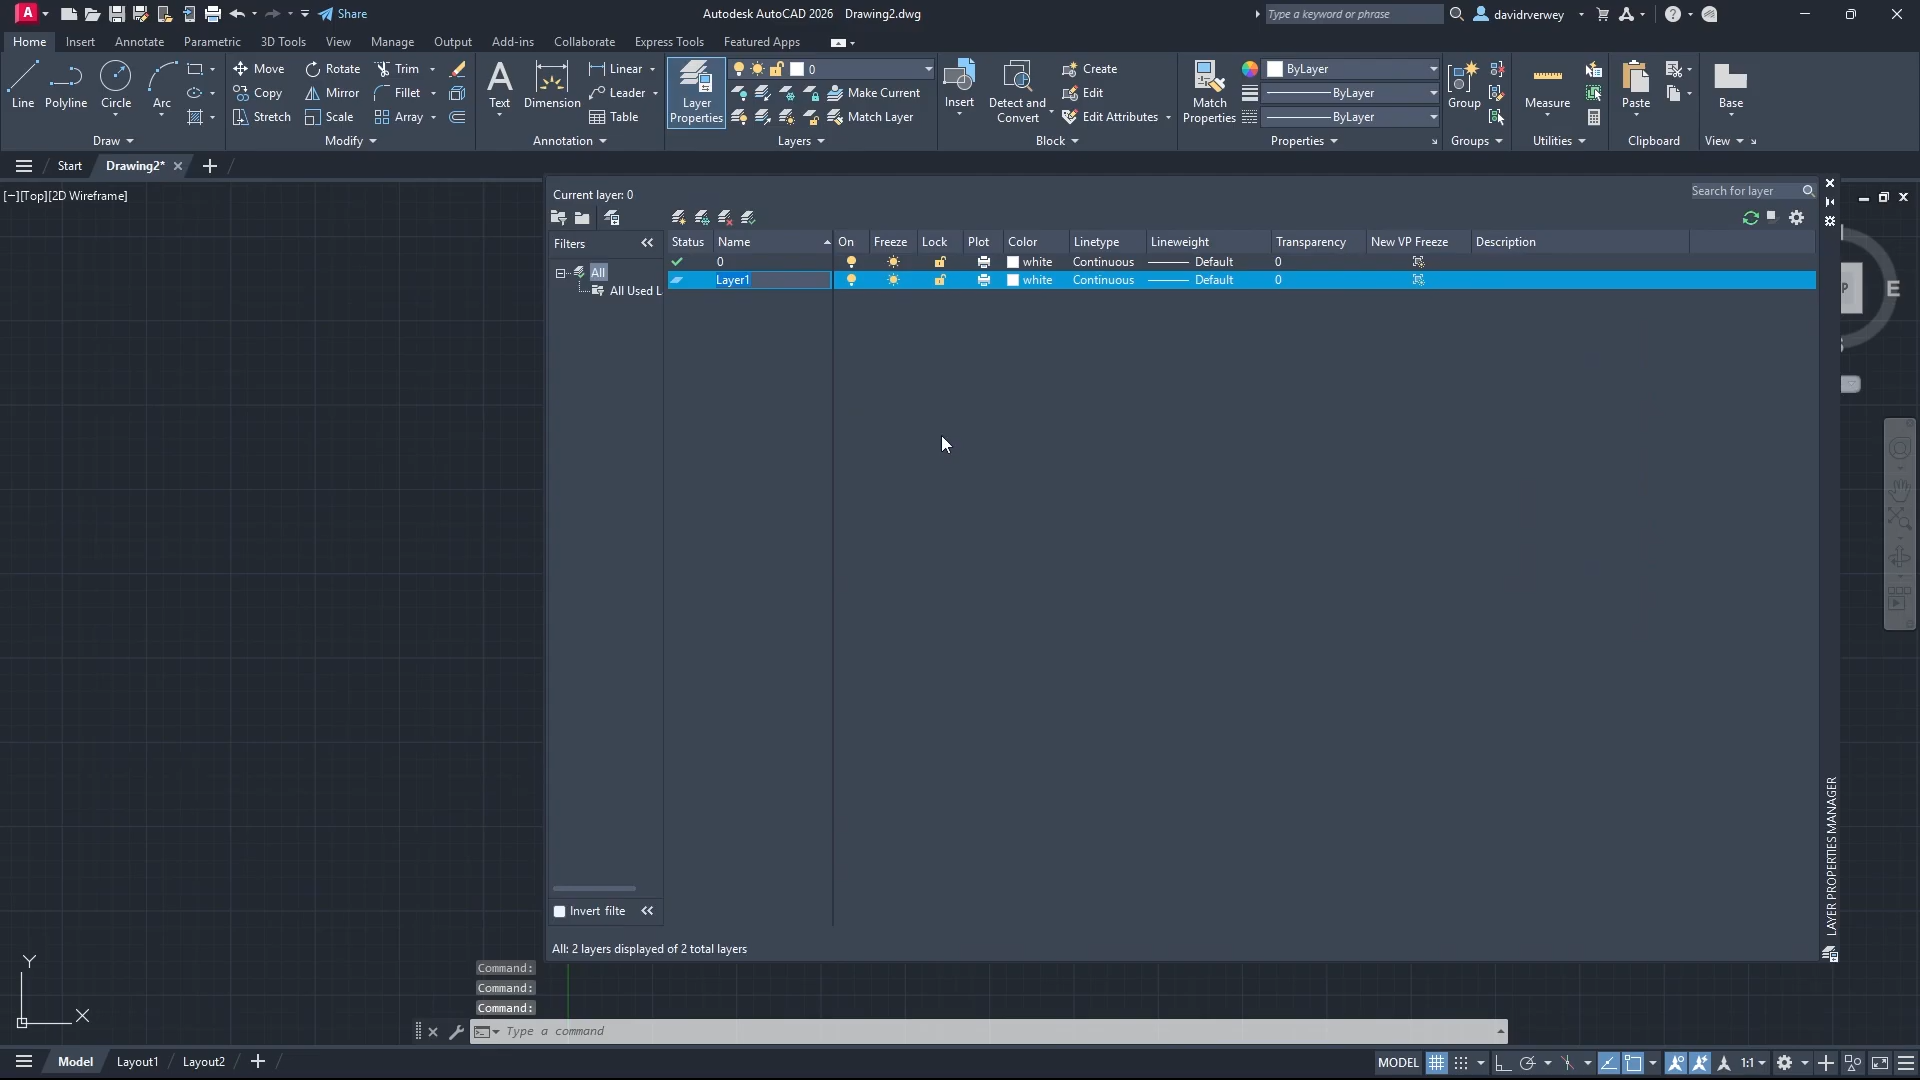 Share
Autodesk AutoCAD 2026 Drawing2.dwg
Type a keyword or phrase
davidrverwey
Home Insert Annotate Parametric 3D Tools View Manage Output Add-ins Collaborate Express Tools Featured Apps
Line Polyline Circle Arc
Move Rotate Trim
Copy Mirror Fillet
Stretch Scale Array
Text Dimension
Linear
Leader
Table
Layer Properties
0
Make Current
Match Layer
Insert
Detect and Convert
Create
Edit
Edit Attributes
Match Properties
ByLayer
ByLayer
ByLayer
Group
Measure
Paste
Base
Draw Modify Annotation Layers Block Properties Groups Utilities Clipboard View
Start Drawing2*
[−][Top][2D Wireframe]
Current layer: 0
Search for layer
Filters
Status Name On Freeze Lock Plot Color Linetype Lineweight Transparency New VP Freeze Description
All
0 white Continuous Default 0
Layer1 white Continuous Default 0
All Used L
E
LAYER PROPERTIES MANAGER
Invert filte
All: 2 layers displayed of 2 total layers
Command:
Command:
Command:
Type a command
Y
X
Model Layout1 Layout2
MODEL
1:1